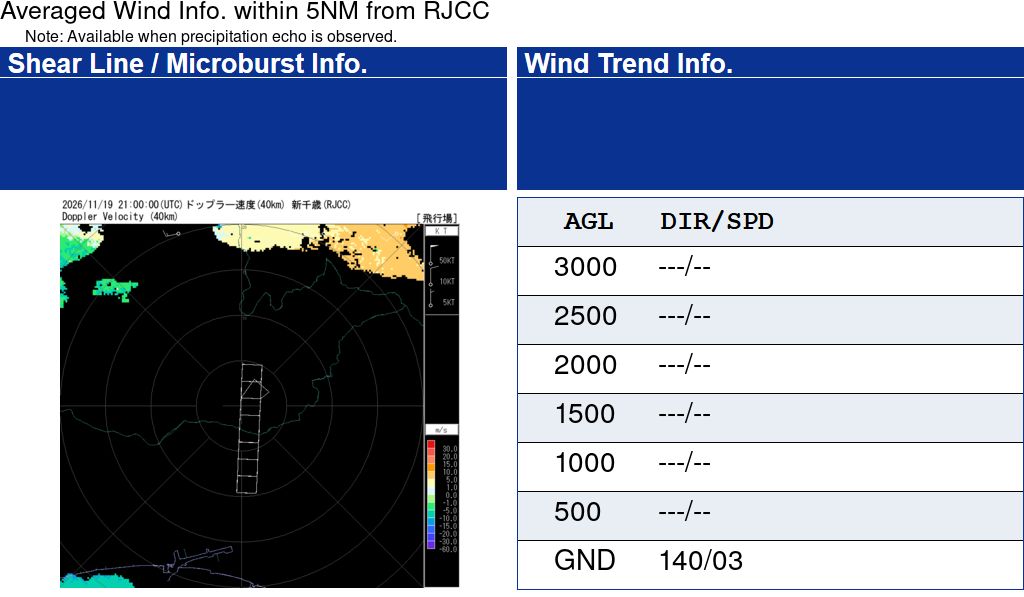 Averaged Wind Info. within 5NM from RJCC
Note: Available when precipitation echo is observed.
Shear Line / Microburst Info.
Wind Trend Info.
2026/11/19 21:00:00(UTC) ドップラー速度(40km) 新千歳(RJCC)
Doppler Velocity (40km)
[飛行場]
KT
50KT
10KT
5KT
m/s
30.0
20.0
15.0
10.0
5.0
1.0
0.0
-1.0
-5.0
-10.0
-15.0
-20.0
-30.0
-60.0
AGL DIR/SPD
3000 ---/--
2500 ---/--
2000 ---/--
1500 ---/--
1000 ---/--
500 ---/--
GND 140/03